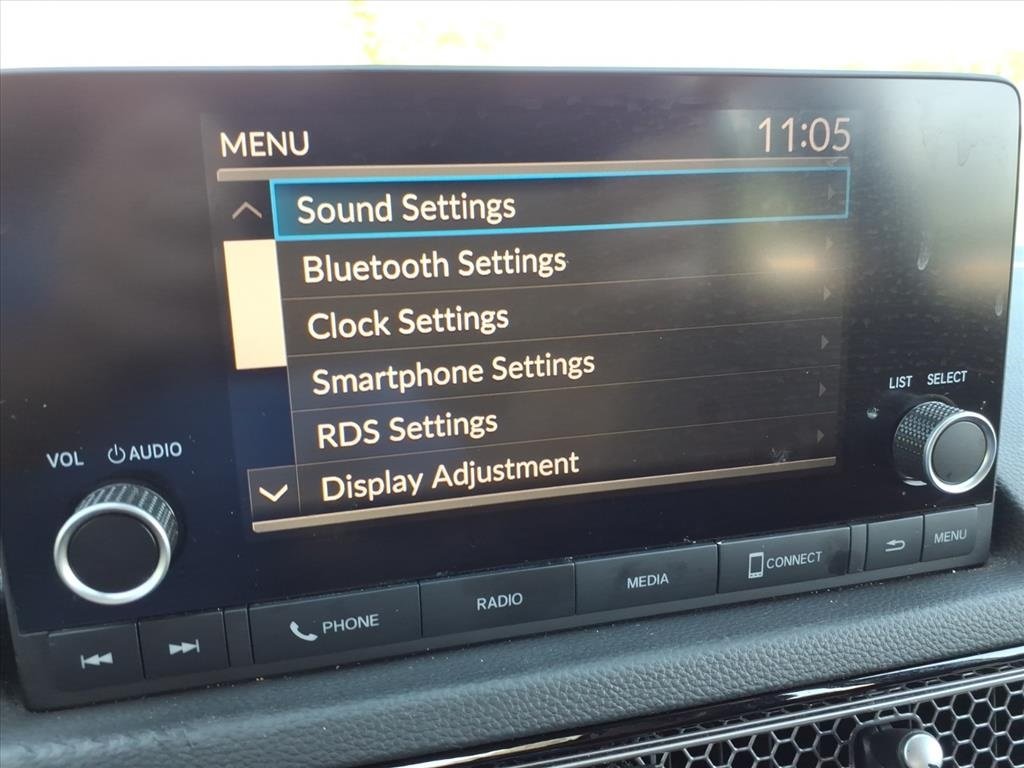 MENU 11:05
Sound Settings
Bluetooth Settings
Clock Settings
Smartphone Settings
RDS Settings
Display Adjustment
VOL AUDIO
LIST SELECT
PHONE RADIO MEDIA CONNECT MENU